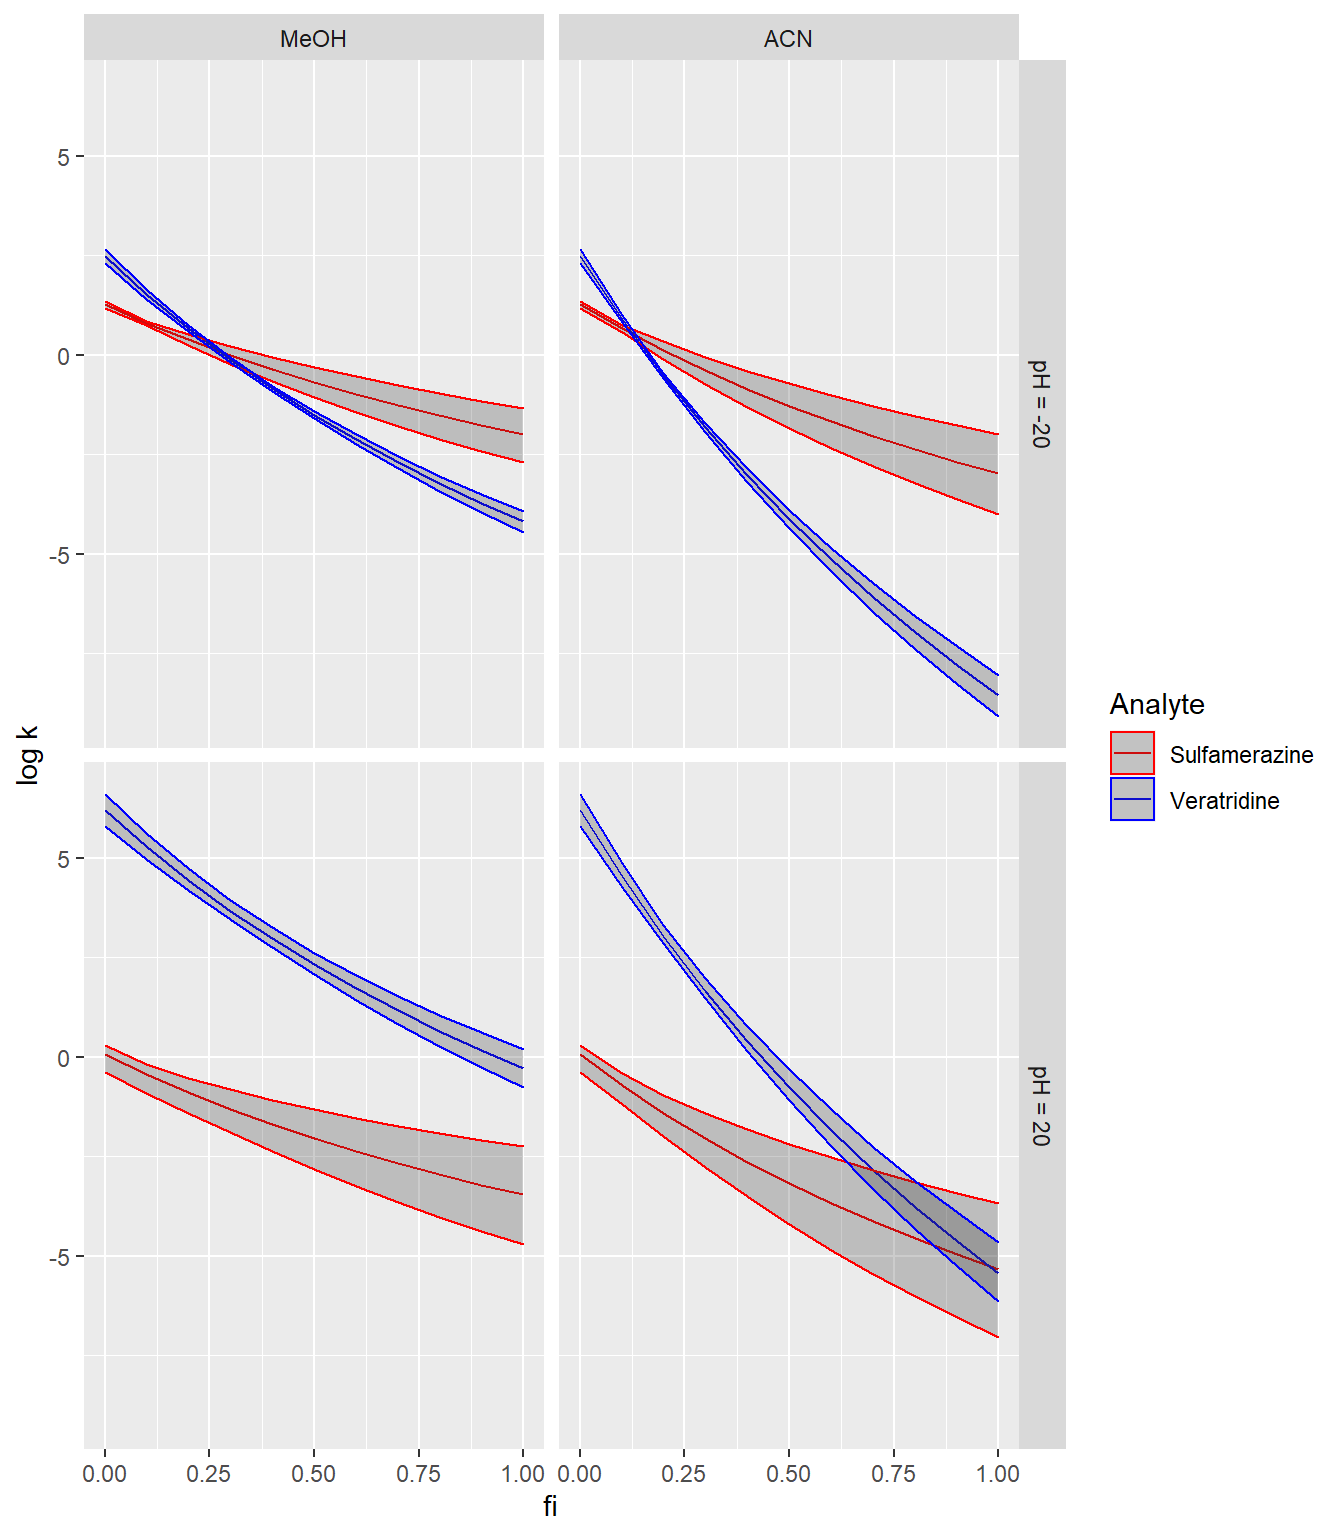 MeOH ACN
5
0
-5
pH = -20
log k
Analyte
Sulfamerazine
Veratridine
5
0
-5
pH = 20
0.00 0.25 0.50 0.75 1.00 0.00 0.25 0.50 0.75 1.00
fi